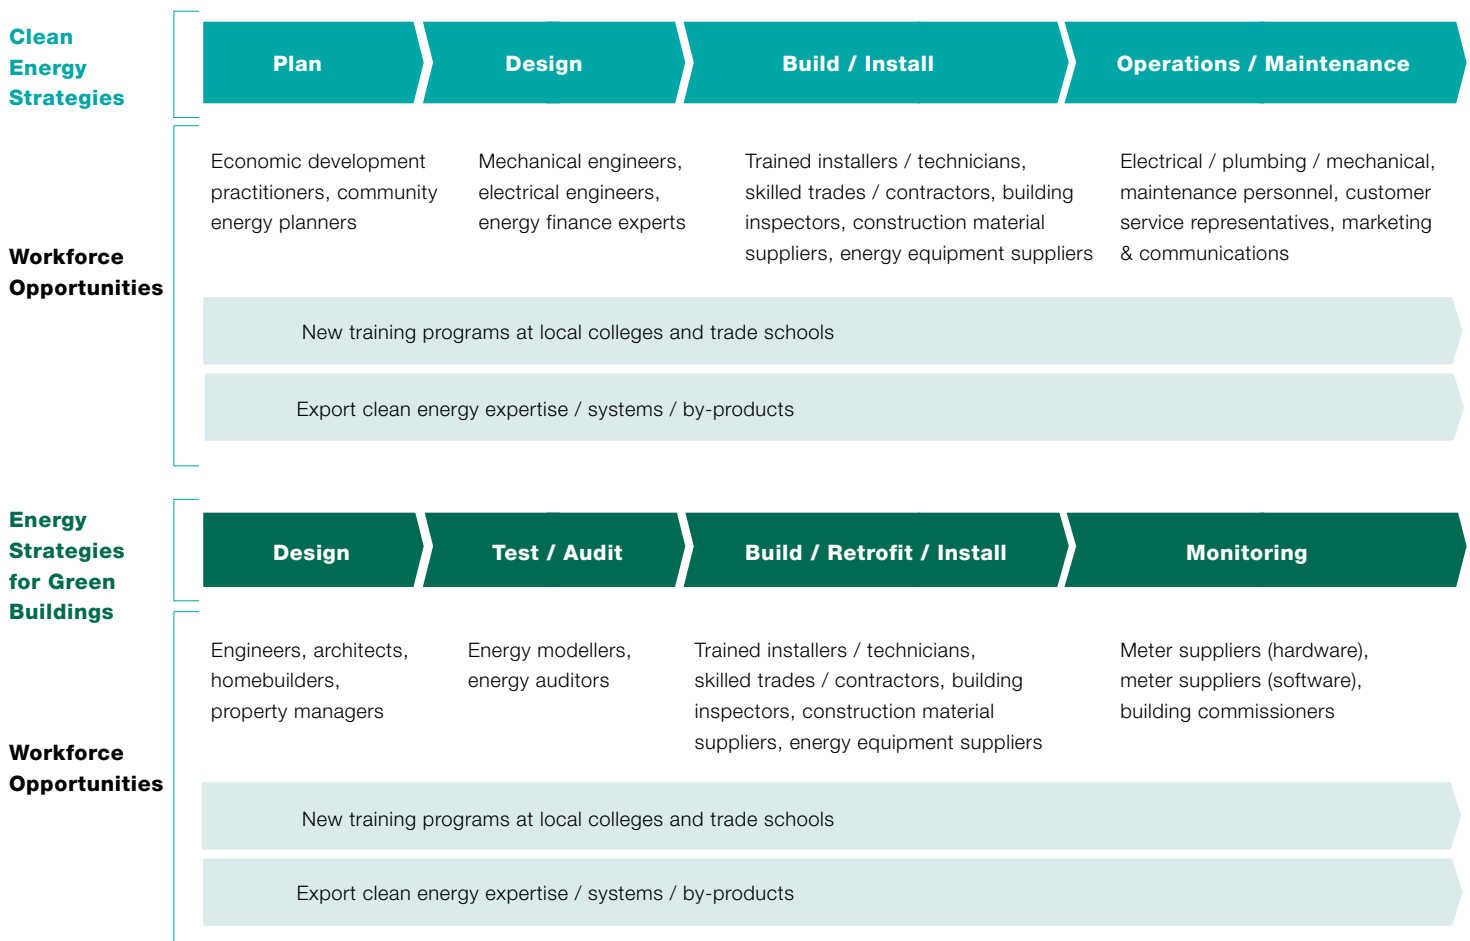 Clean
Energy
Strategies
Plan
Design
Build / Install
Operations / Maintenance
Workforce
Opportunities
Economic development
practitioners, community
energy planners
Mechanical engineers,
electrical engineers,
energy finance experts
Trained installers / technicians,
skilled trades / contractors, building
inspectors, construction material
suppliers, energy equipment suppliers
Electrical / plumbing / mechanical,
maintenance personnel, customer
service representatives, marketing
& communications
New training programs at local colleges and trade schools
Export clean energy expertise / systems / by-products
Energy
Strategies
for Green
Buildings
Design
Test / Audit
Build / Retrofit / Install
Monitoring
Workforce
Opportunities
Engineers, architects,
homebuilders,
property managers
Energy modellers,
energy auditors
Trained installers / technicians,
skilled trades / contractors, building
inspectors, construction material
suppliers, energy equipment suppliers
Meter suppliers (hardware),
meter suppliers (software),
building commissioners
New training programs at local colleges and trade schools
Export clean energy expertise / systems / by-products